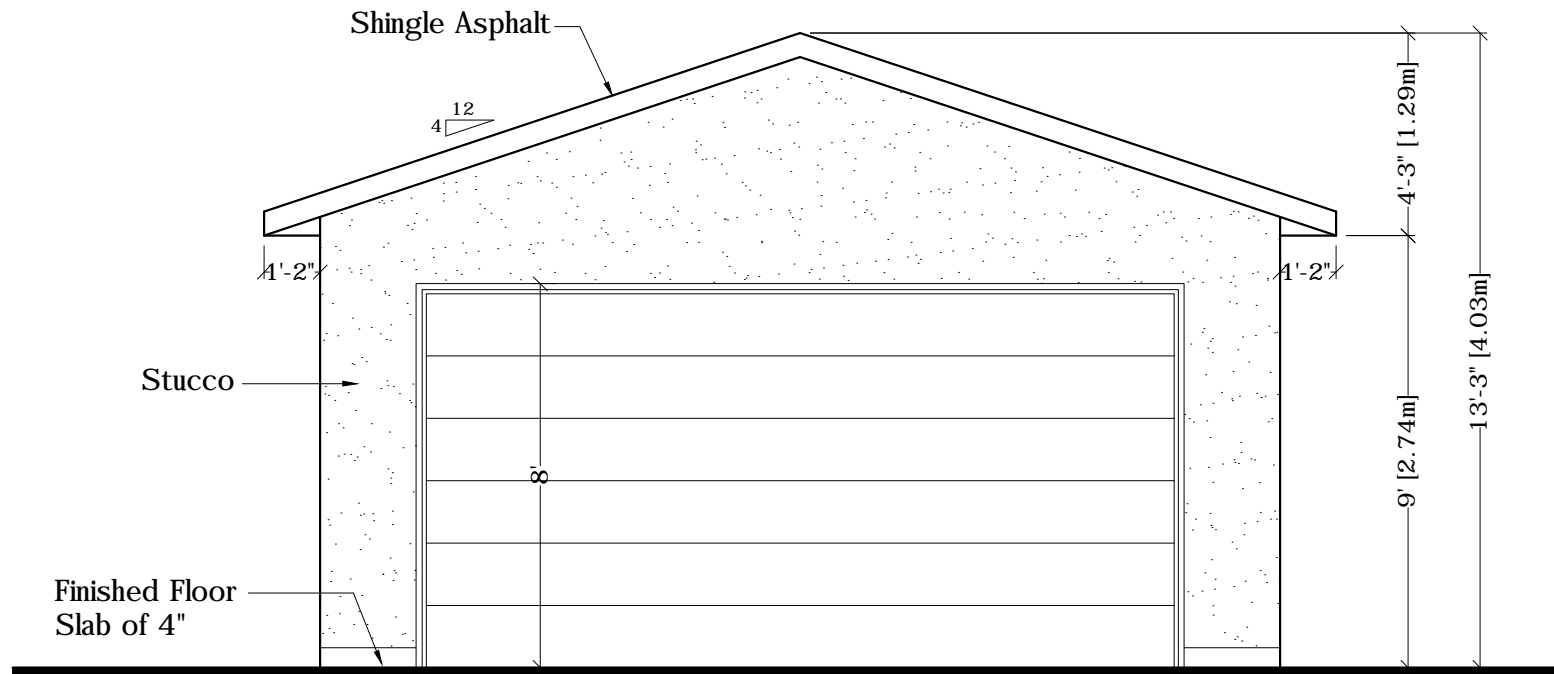 Shingle Asphalt
12
4
4'-3" [1.29m]
1'-2"
1'-2"
13'-3" [4.03m]
Stucco
9' [2.74m]
8'
Finished Floor
Slab of 4"